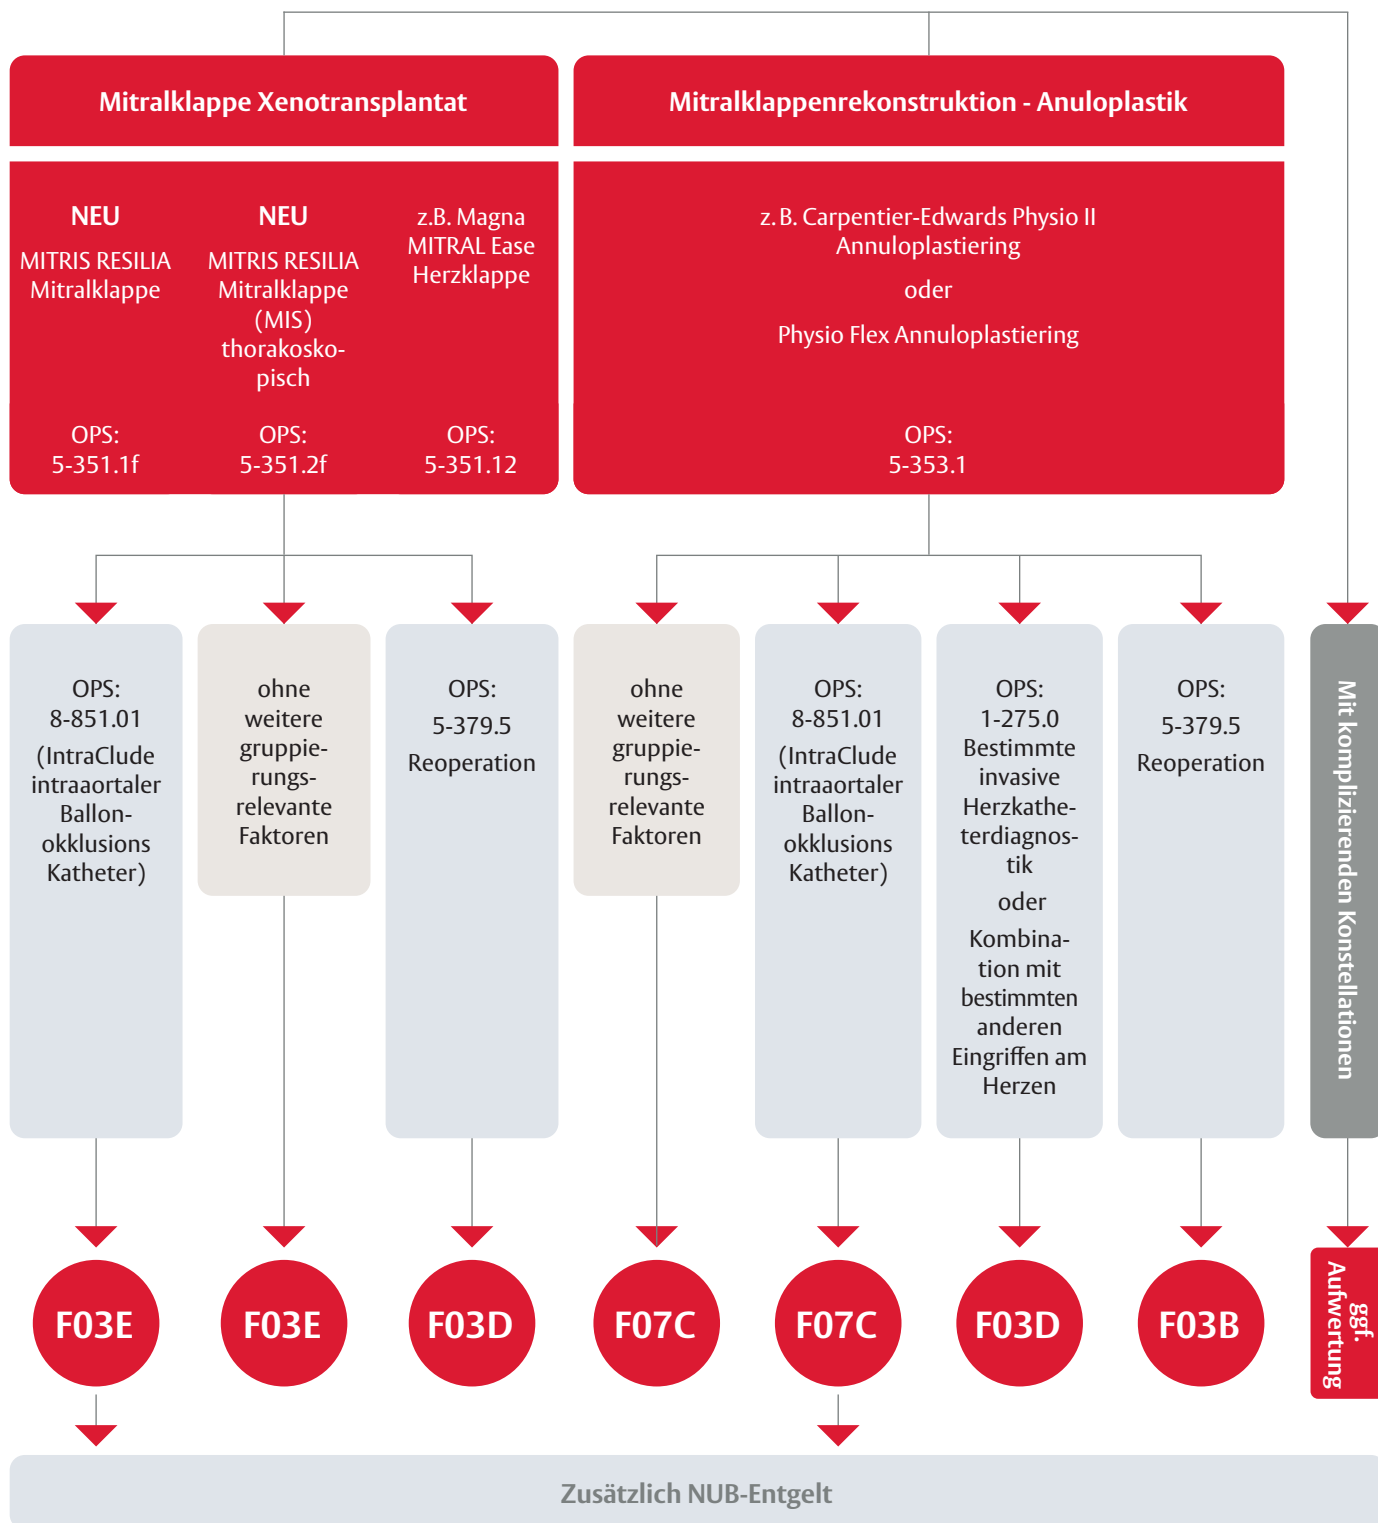 Mitralklappe Xenotransplantat
Mitralklappenrekonstruktion - Anuloplastik
NEU
MITRIS RESILIA
Mitralklappe
OPS:
5-351.1f
NEU
MITRIS RESILIA
Mitralklappe
(MIS)
thorakosko-
pisch
OPS:
5-351.2f
z.B. Magna
MITRAL Ease
Herzklappe
OPS:
5-351.12
z. B. Carpentier-Edwards Physio II
Annuloplastiering
oder
Physio Flex Annuloplastiering
OPS:
5-353.1
OPS:
8-851.01
(IntraClude
intraaortaler
Ballon-
okklusions
Katheter)
ohne
weitere
gruppie-
rungs-
relevante
Faktoren
OPS:
5-379.5
Reoperation
ohne
weitere
gruppie-
rungs-
relevante
Faktoren
OPS:
8-851.01
(IntraClude
intraaortaler
Ballon-
okklusions
Katheter)
OPS:
1-275.0
Bestimmte
invasive
Herzkathe-
terdiagnos-
tik
oder
Kombina-
tion mit
bestimmten
anderen
Eingriffen am
Herzen
OPS:
5-379.5
Reoperation
Mit komplizierenden Konstellationen
F03E
F03E
F03D
F07C
F07C
F03D
F03B
ggf.
Aufwertung
Zusätzlich NUB-Entgelt